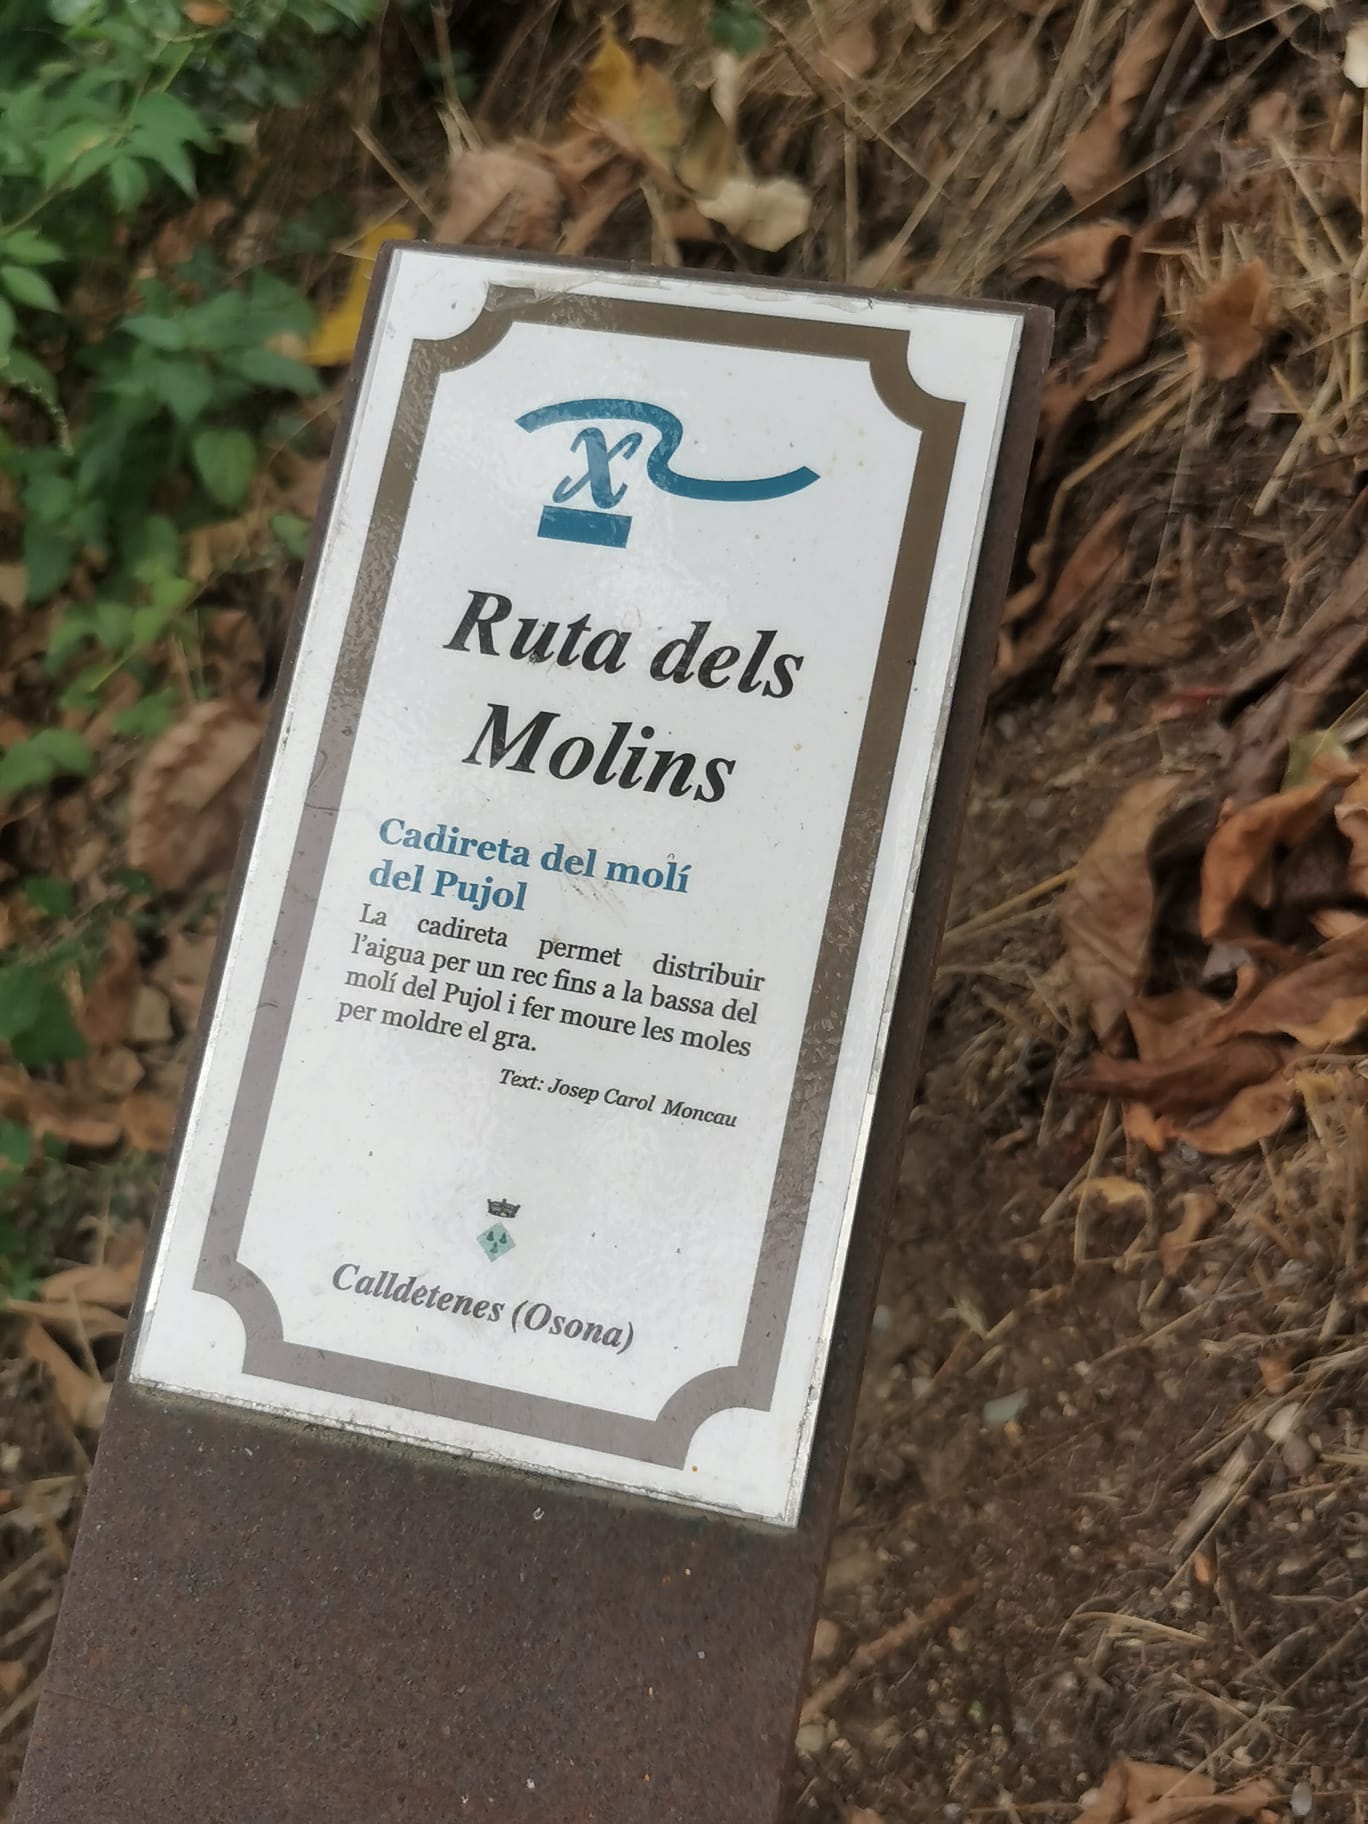 x
Ruta dels
Molins
Cadireta del molí
del Pujol
La cadireta permet distribuir
l'aigua per un rec fins a la bassa del
molí del Pujol i fer moure les moles
per moldre el gra.
Text: Josep Carol Moncau
Calldetenes (Osona)